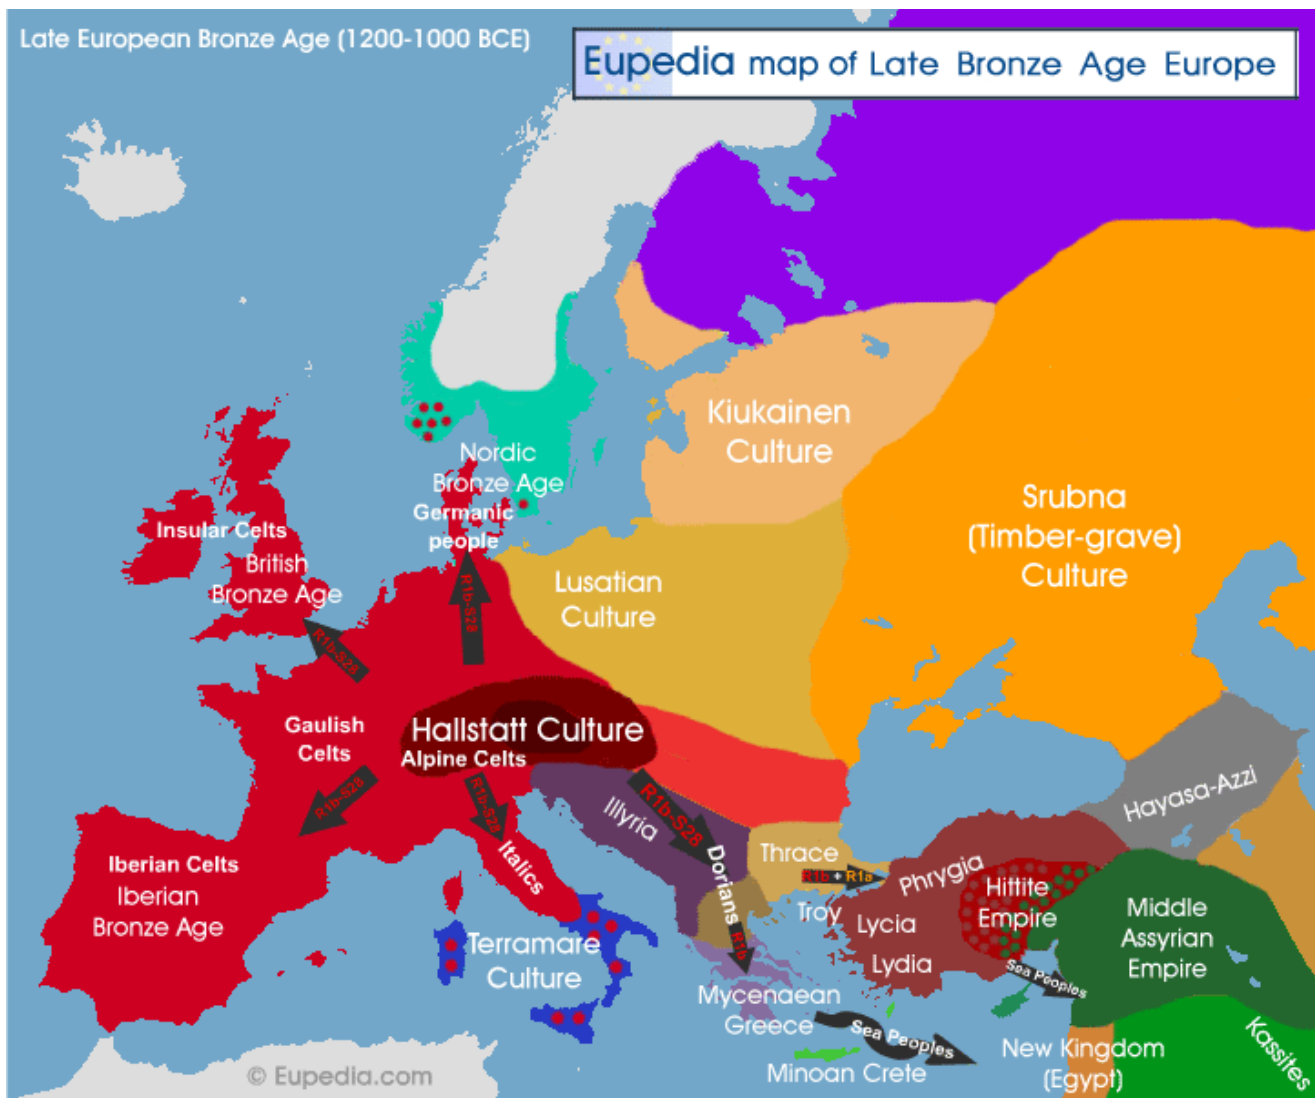 Late European Bronze Age (1200-1000 BCE)
Eupedia map of Late Bronze Age Europe
Kiukainen
Culture
Nordic
Bronze Age
Germanic
people
Srubna
(Timber-grave)
Culture
Insular Celts
British
Bronze Age
Lusatian
Culture
R1b-S28
R1b-S28
Gaulish
Celts
Hallstatt Culture
Alpine Celts
R1b-S28
R1b-S28
R1b-S28
Illyria
Hayasa-Azzi
Italics
Dorians
R1b
Thrace
R1b + R1a
Phrygia
Hittite
Empire
Iberian Celts
Iberian
Bronze Age
Troy
Lycia
Lydia
Middle
Assyrian
Empire
Terramare
Culture
Sea Peoples
Mycenaean
Greece
Sea Peoples
Minoan Crete
New Kingdom
(Egypt)
Kassites
© Eupedia.com